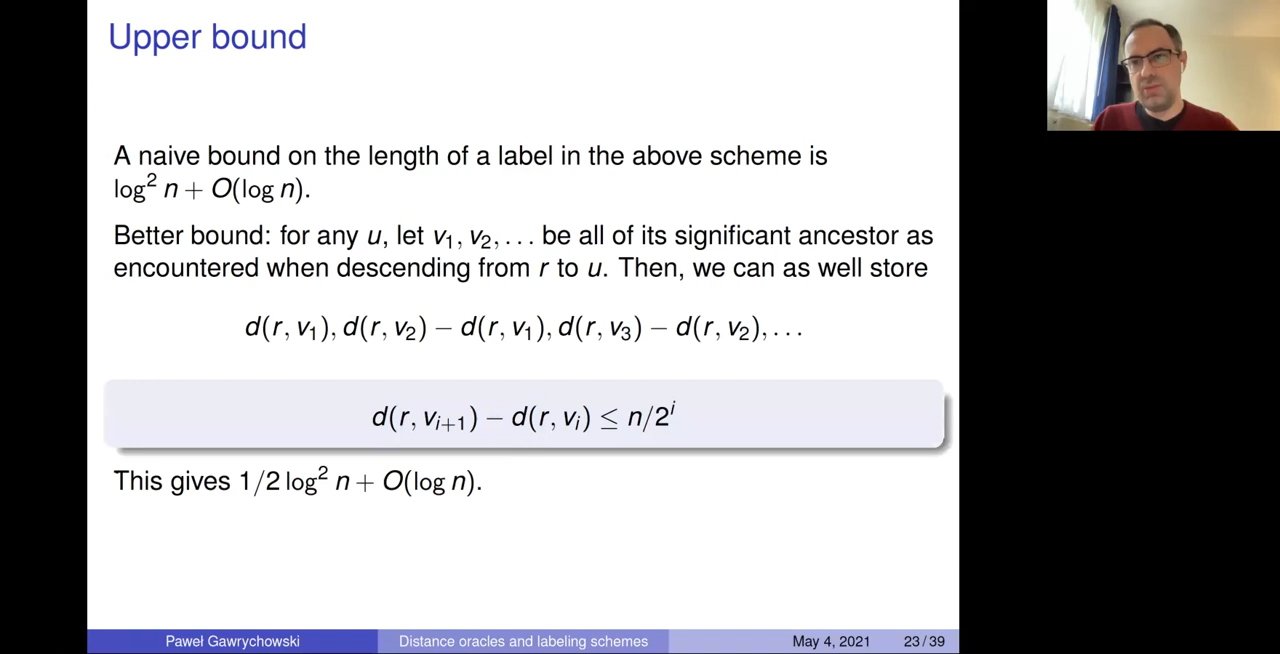 Upper bound
A naive bound on the length of a label in the above scheme is
log² n + O(log n).
Better bound: for any u, let v₁, v₂, … be all of its significant ancestor as
encountered when descending from r to u. Then, we can as well store
d(r, v₁), d(r, v₂) − d(r, v₁), d(r, v₃) − d(r, v₂), …
d(r, vᵢ₊₁) − d(r, vᵢ) ≤ n/2ⁱ
This gives 1/2 log² n + O(log n).
Paweł Gawrychowski Distance oracles and labeling schemes May 4, 2021 23 / 39